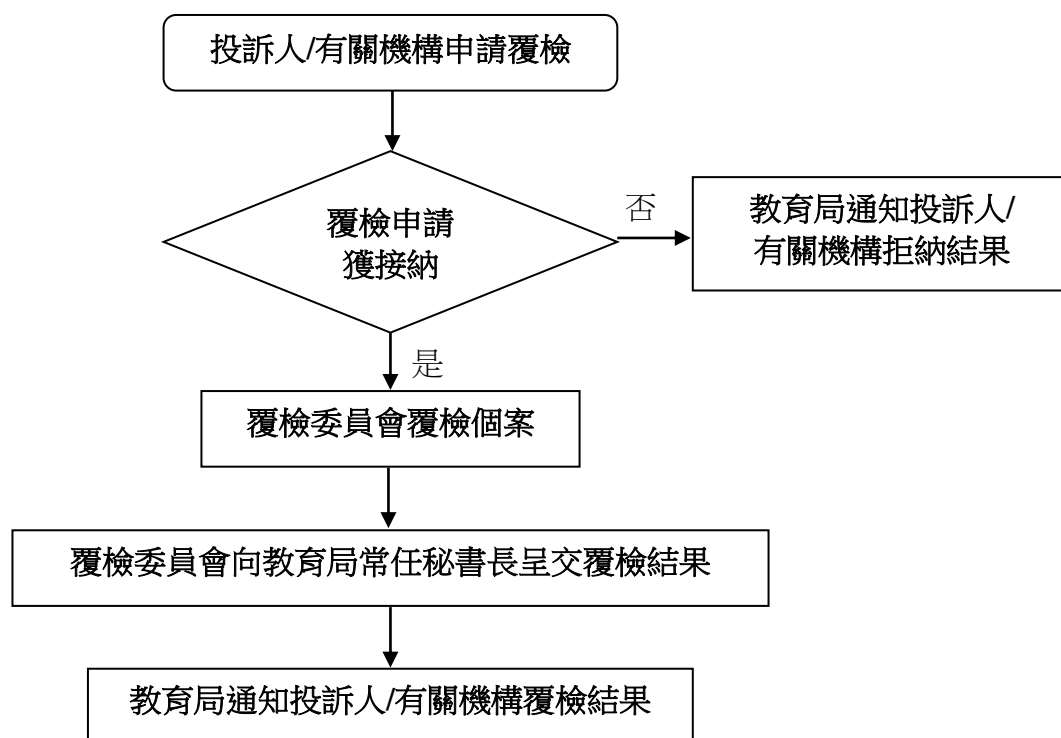 投訴人/有關機構申請覆檢
覆檢申請
獲接納
否
教育局通知投訴人/
有關機構拒納結果
是
覆檢委員會覆檢個案
覆檢委員會向教育局常任秘書長呈交覆檢結果
教育局通知投訴人/有關機構覆檢結果